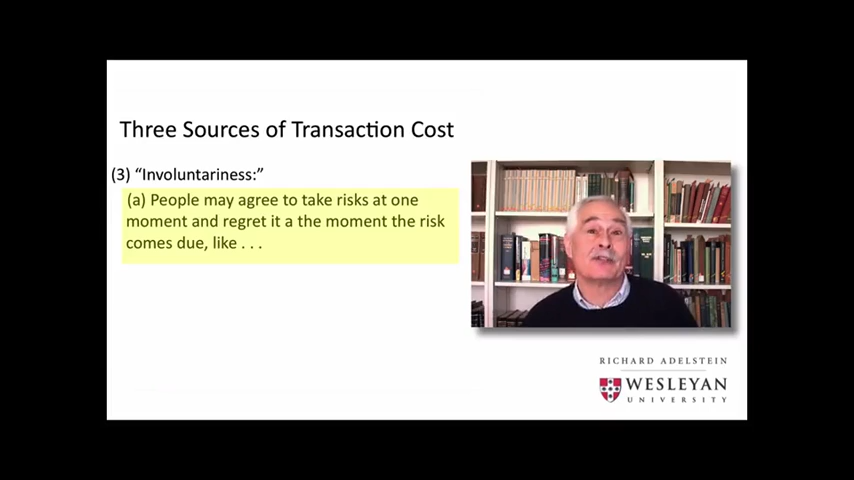 Three Sources of Transaction Cost
(3) “Involuntariness:”
(a) People may agree to take risks at one
moment and regret it a the moment the risk
comes due, like . . .
RICHARD ADELSTEIN
WESLEYAN
UNIVERSITY